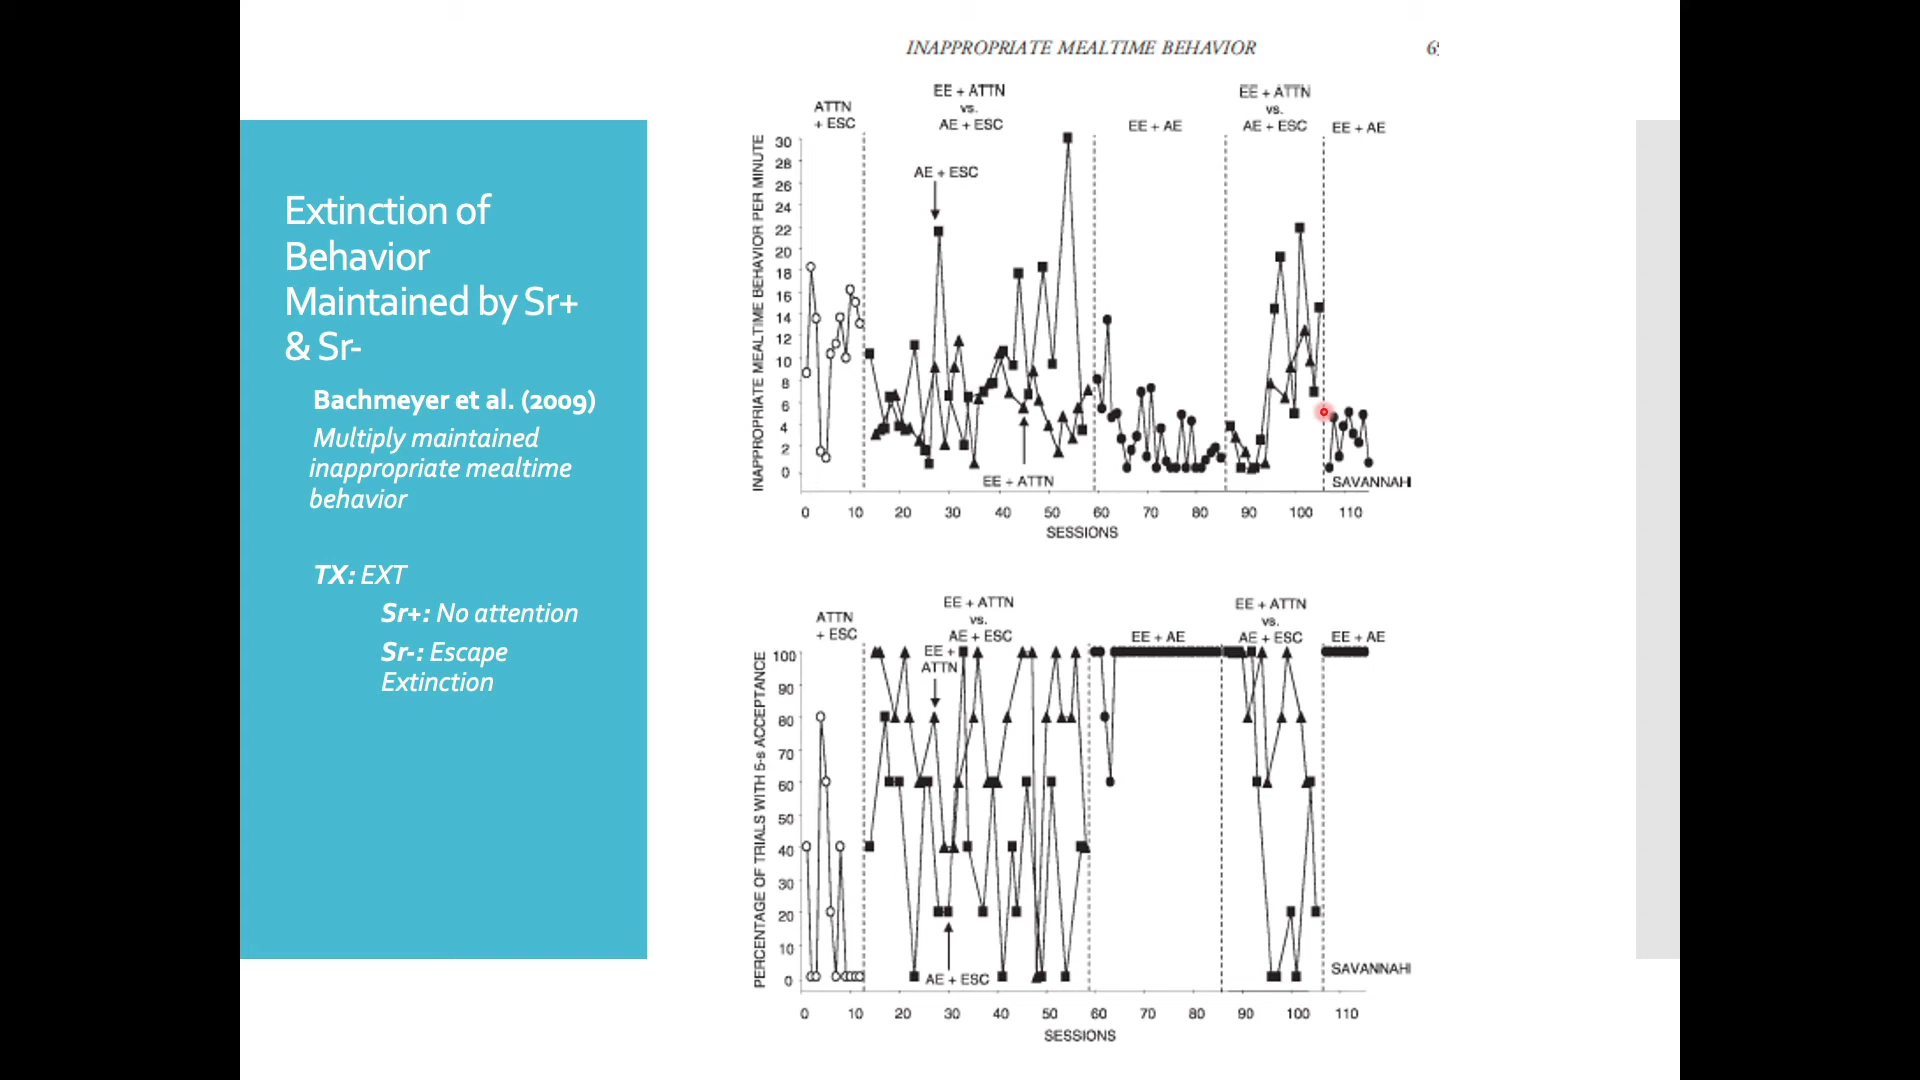 Extinction of
Behavior
Maintained by Sr+
& Sr-
Bachmeyer et al. (2009)
Multiply maintained
inappropriate mealtime
behavior
TX: EXT
Sr+: No attention
Sr-: Escape
Extinction
INAPPROPRIATE MEALTIME BEHAVIOR
ATTN
+ ESC
EE + ATTN
vs.
AE + ESC
EE + AE
EE + ATTN
vs.
AE + ESC
EE + AE
INAPPROPRIATE MEALTIME BEHAVIOR PER MINUTE
30
28
26
24
22
20
18
16
14
12
10
8
6
4
2
0
AE + ESC
EE + ATTN
SAVANNAH
0 10 20 30 40 50 60 70 80 90 100 110
SESSIONS
ATTN
+ ESC
EE + ATTN
vs.
AE + ESC
EE + AE
EE + ATTN
vs.
AE + ESC
EE + AE
PERCENTAGE OF TRIALS WITH 5-s ACCEPTANCE
100
90
80
70
60
50
40
30
20
10
0
EE +
ATTN
AE + ESC
SAVANNAH
0 10 20 30 40 50 60 70 80 90 100 110
SESSIONS